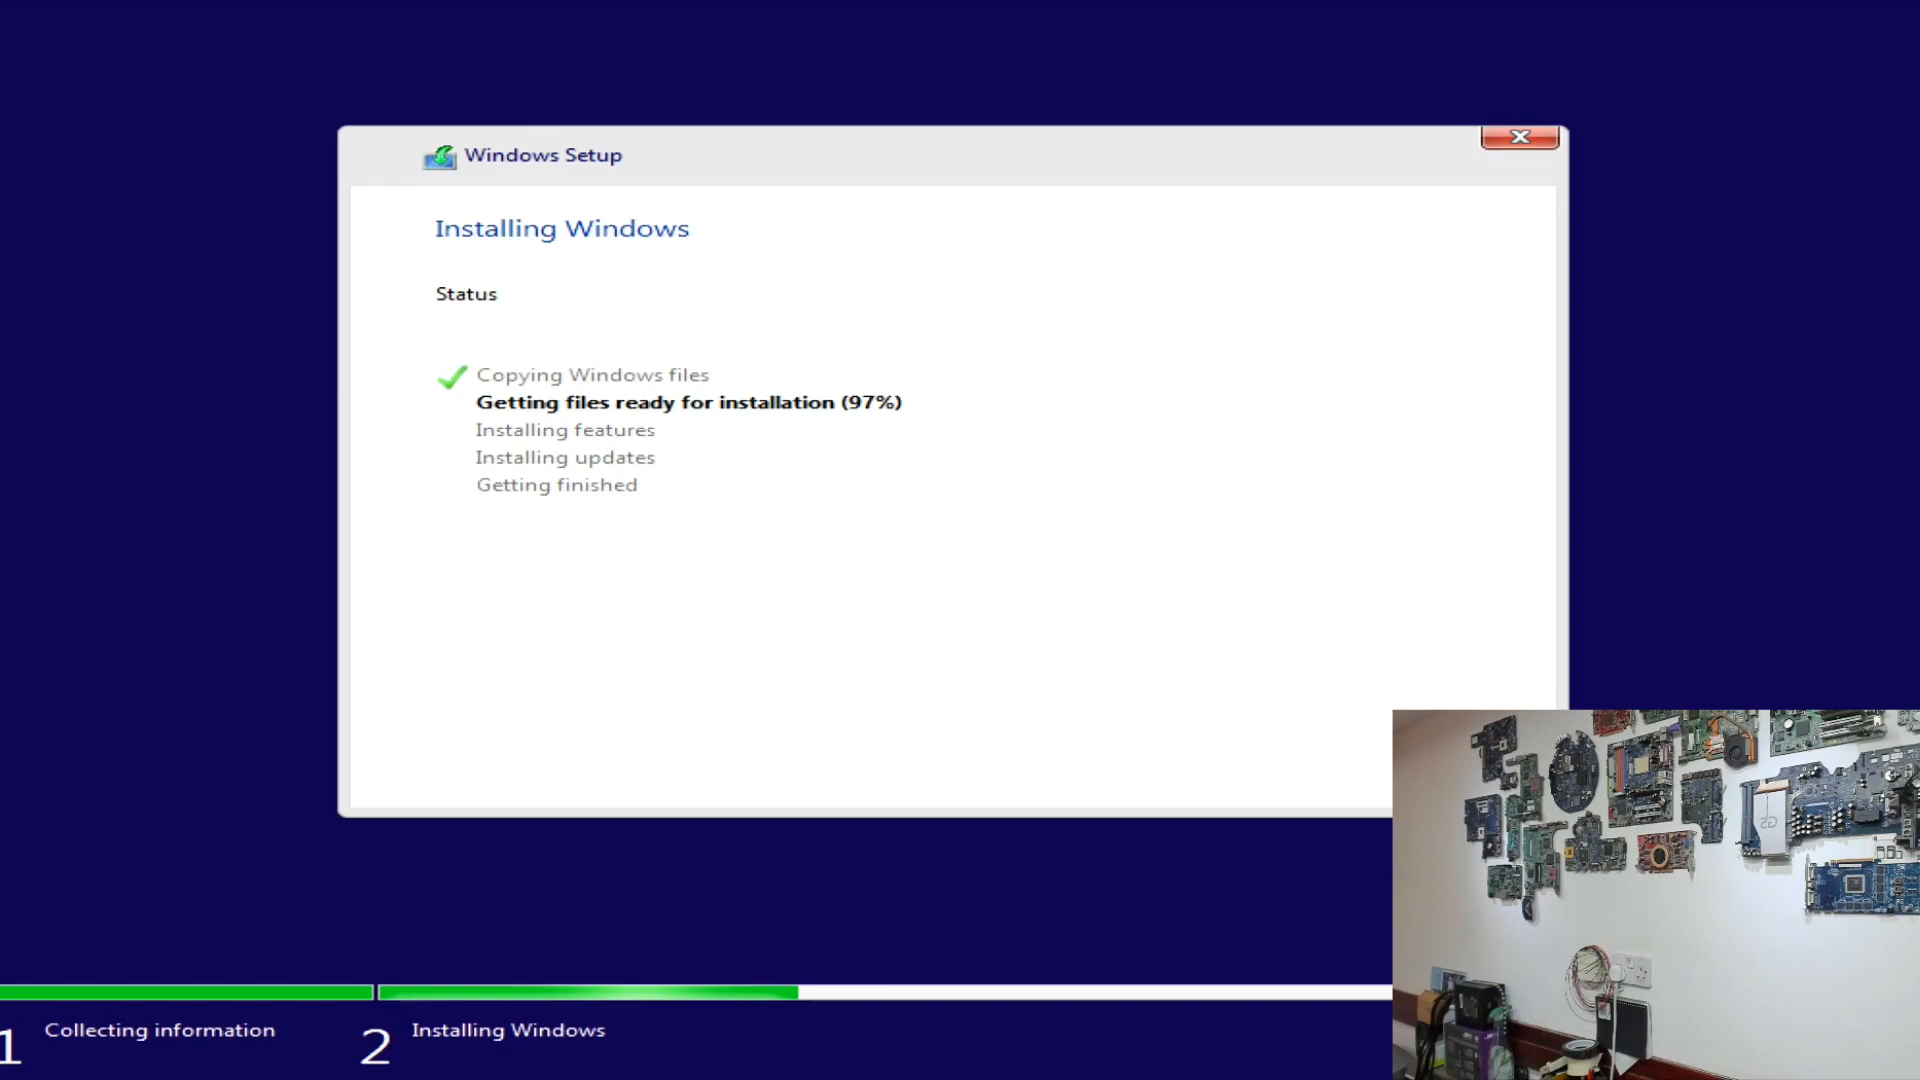 Windows Setup
Installing Windows
Status
Copying Windows files
Getting files ready for installation (97%)
Installing features
Installing updates
Getting finished
1 Collecting information
2 Installing Windows
G5